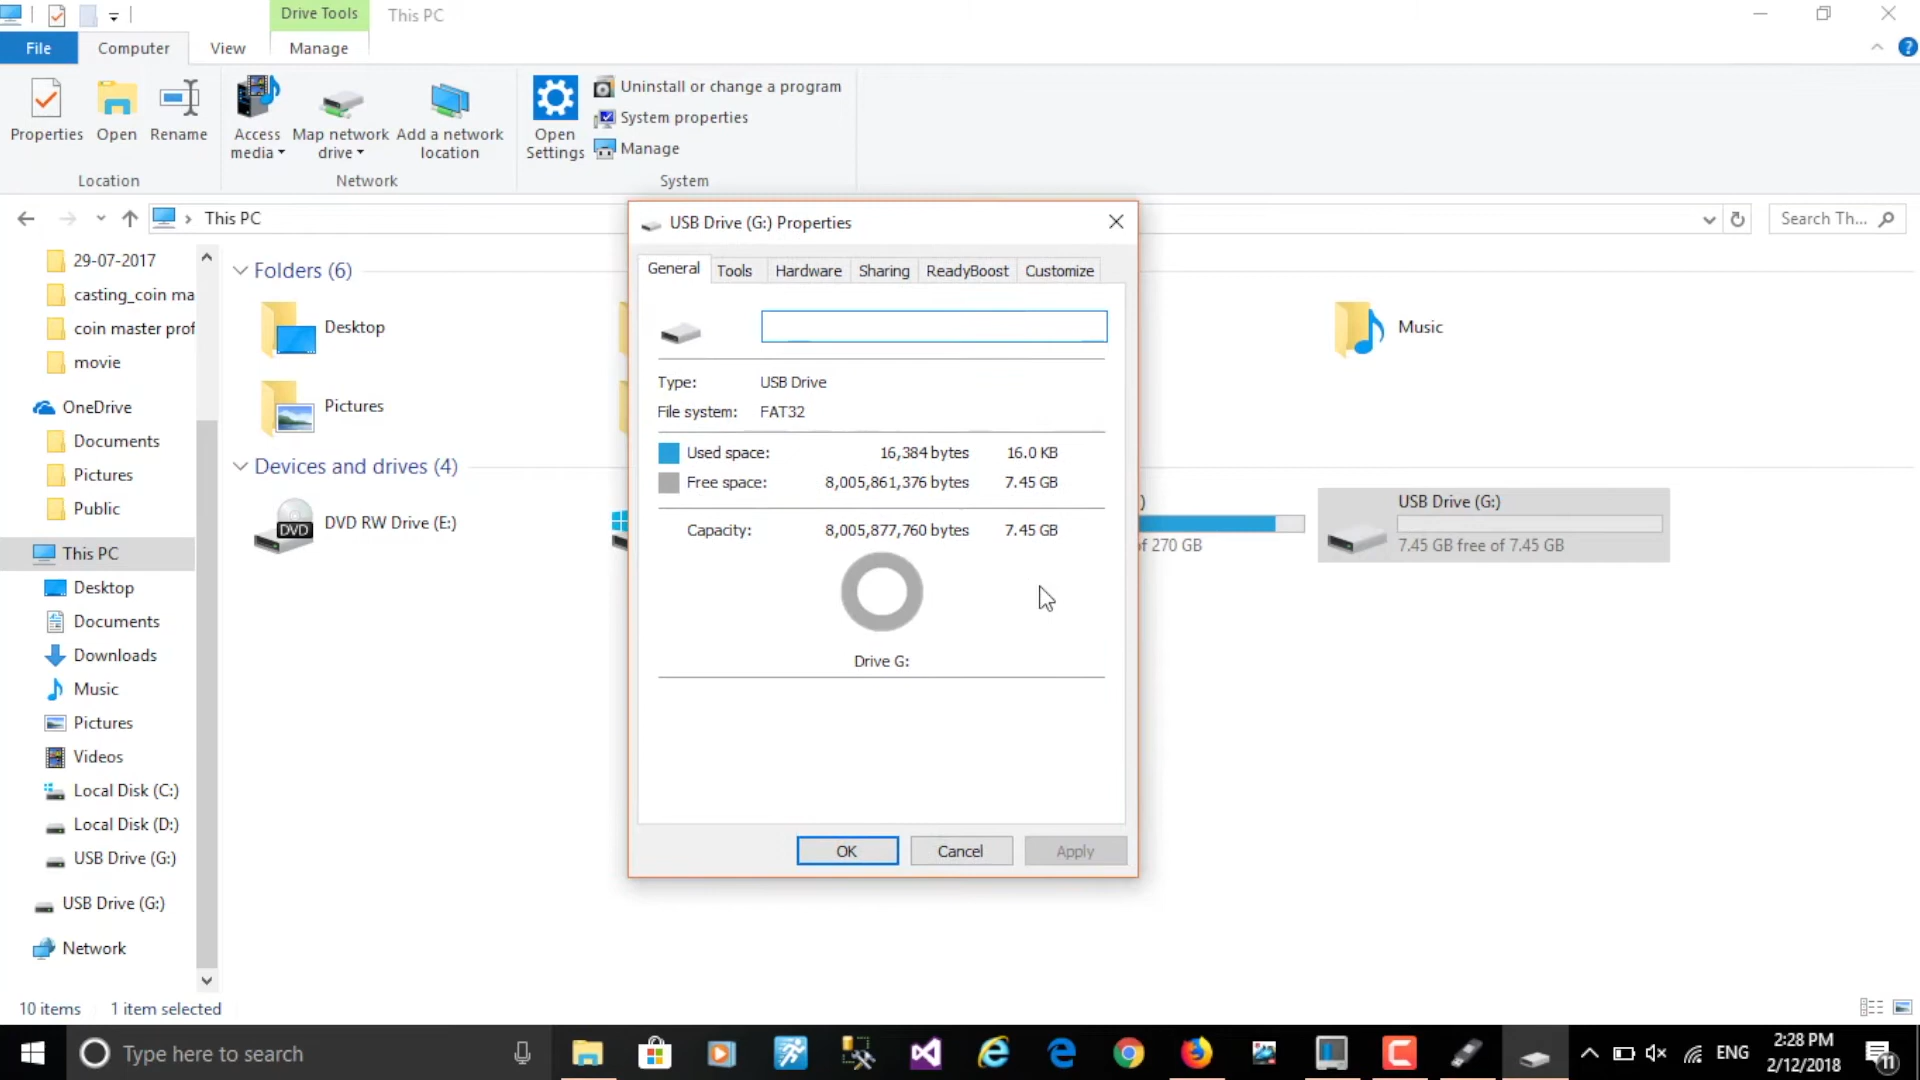 Drive Tools
This PC
File
Computer
View
Manage
Properties
Open
Rename
Access media
Map network drive
Add a network location
Open Settings
Uninstall or change a program
System properties
Manage
Location
Network
System
This PC
Search Th...
29-07-2017
casting_coin ma
coin master prof
movie
OneDrive
Documents
Pictures
Public
This PC
Desktop
Documents
Downloads
Music
Pictures
Videos
Local Disk (C:)
Local Disk (D:)
USB Drive (G:)
USB Drive (G:)
Network
Folders (6)
Desktop
Music
Pictures
Devices and drives (4)
DVD
DVD RW Drive (E:)
)
of 270 GB
USB Drive (G:)
7.45 GB free of 7.45 GB
USB Drive (G:) Properties
General
Tools
Hardware
Sharing
ReadyBoost
Customize
Type: USB Drive
File system: FAT32
Used space: 16,384 bytes 16.0 KB
Free space: 8,005,861,376 bytes 7.45 GB
Capacity: 8,005,877,760 bytes 7.45 GB
Drive G:
OK
Cancel
Apply
10 items 1 item selected
Type here to search
ENG
2:28 PM
2/12/2018
11